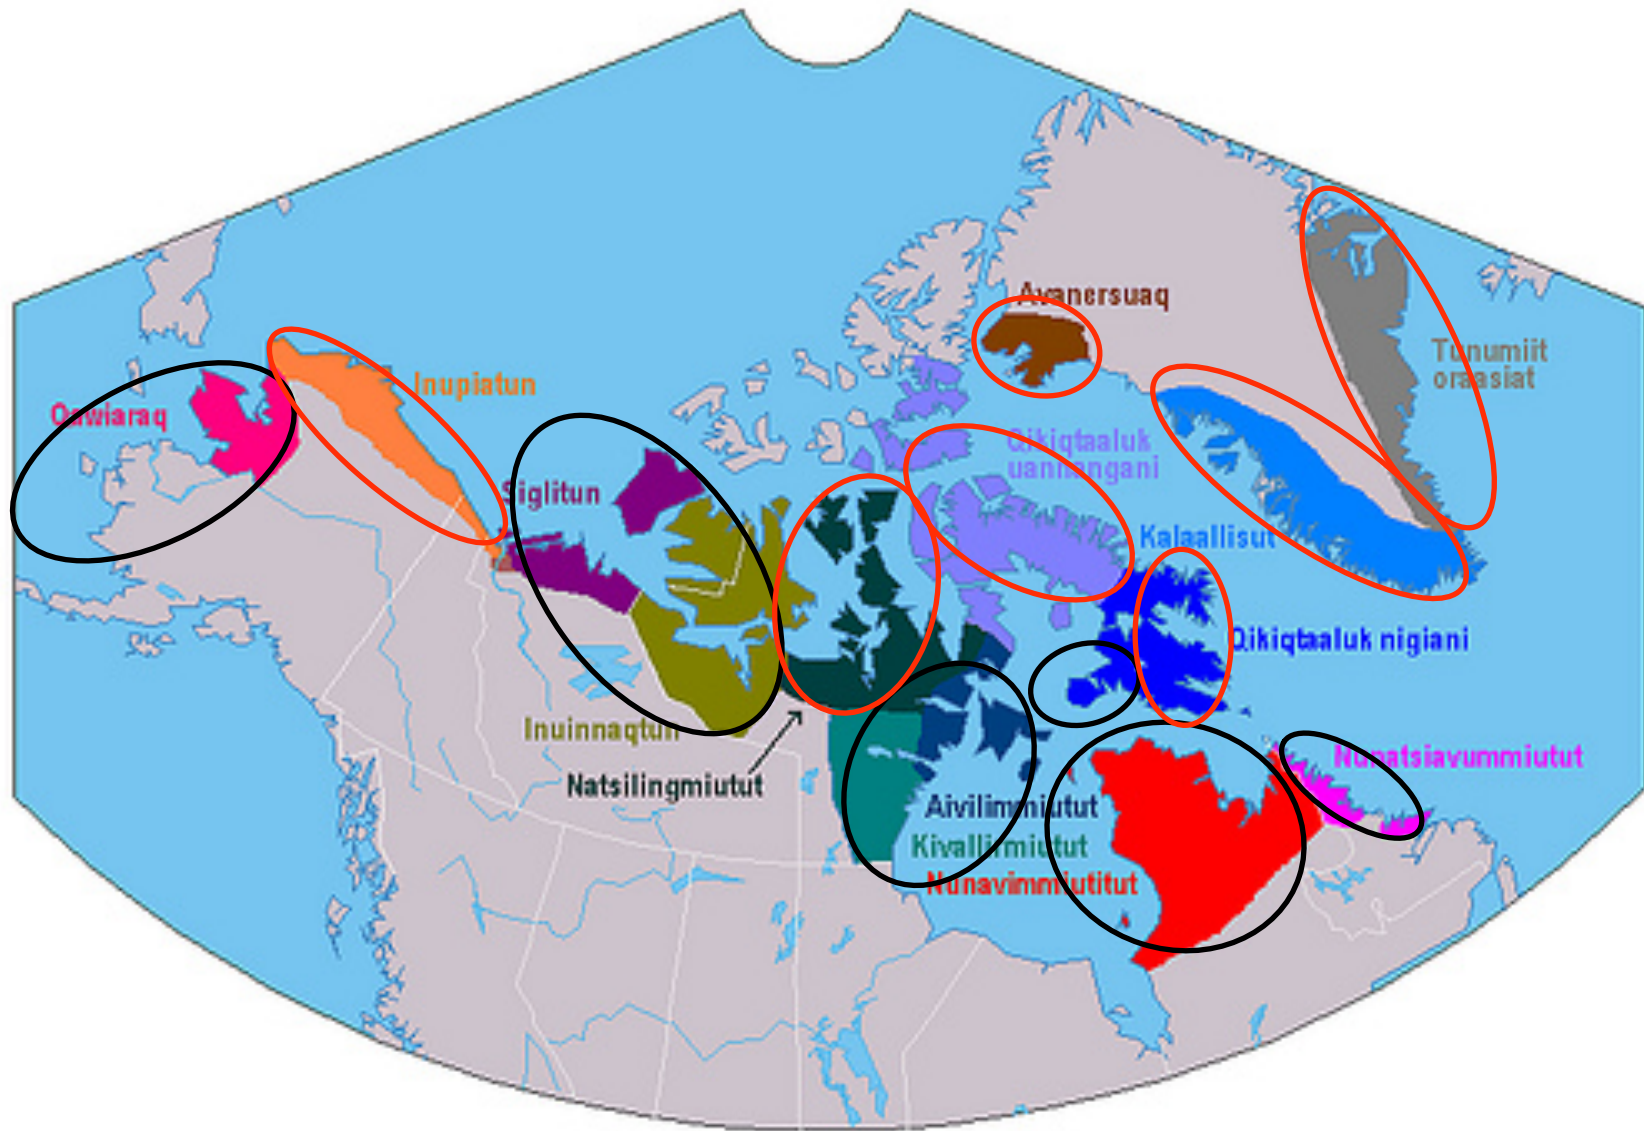 Avanersuaq
Tunumiit
oraasiat
Inupiatun
Qawiaraq
Qikiqtaaluk
uannangani
Siglitun
Kalaallisut
Qikiqtaaluk nigiani
Inuinnaqtun
Nunatsiavummiutut
Natsilingmiutut
Aivilimmiutut
Kivallirmiutut
Nunavimmiutitut